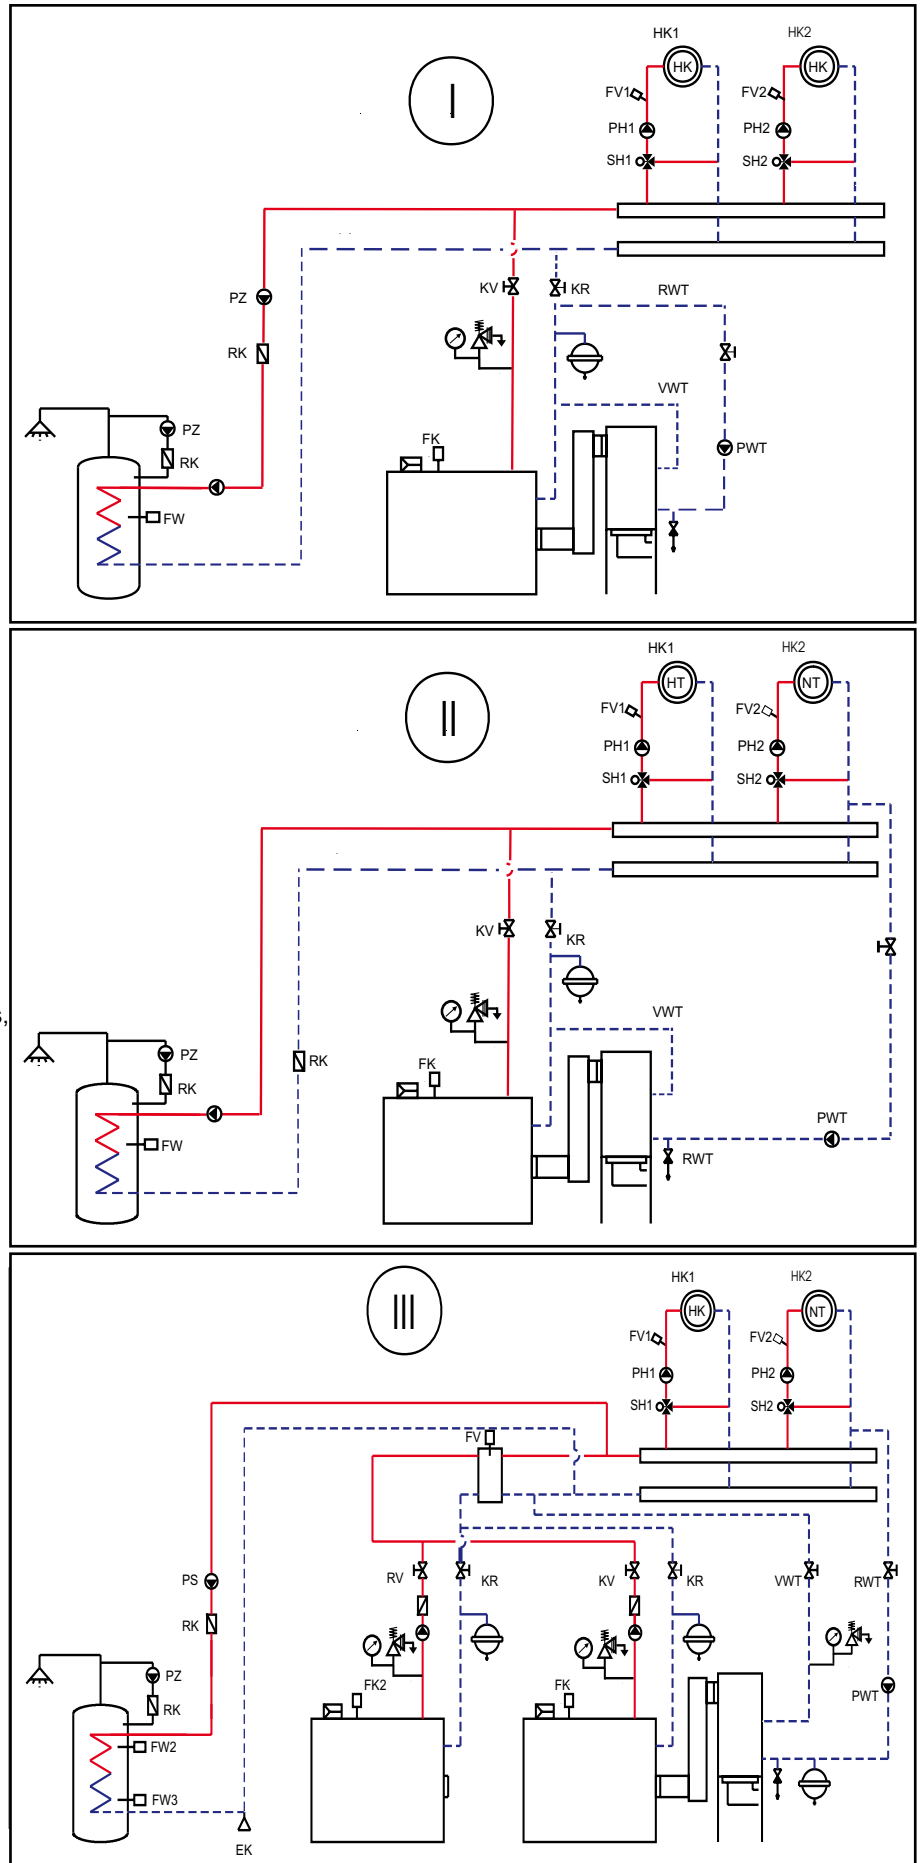 I
HK1
HK2
HK
HK
FV1
FV2
PH1
PH2
SH1
SH2
PZ
RK
KV
KR
RWT
VWT
PZ
RK
FK
PWT
FW
II
HK1
HK2
HT
NT
FV1
FV2
PH1
PH2
SH1
SH2
KV
KR
s,
VWT
PZ
RK
FK
RK
PWT
FW
RWT
III
HK1
HK2
HK
NT
FV1
FV2
PH1
PH2
SH1
SH2
FV
PS
RV
KR
KV
KR
VWT
RWT
RK
PZ
FK2
FK
RK
PWT
FW2
FW3
EK